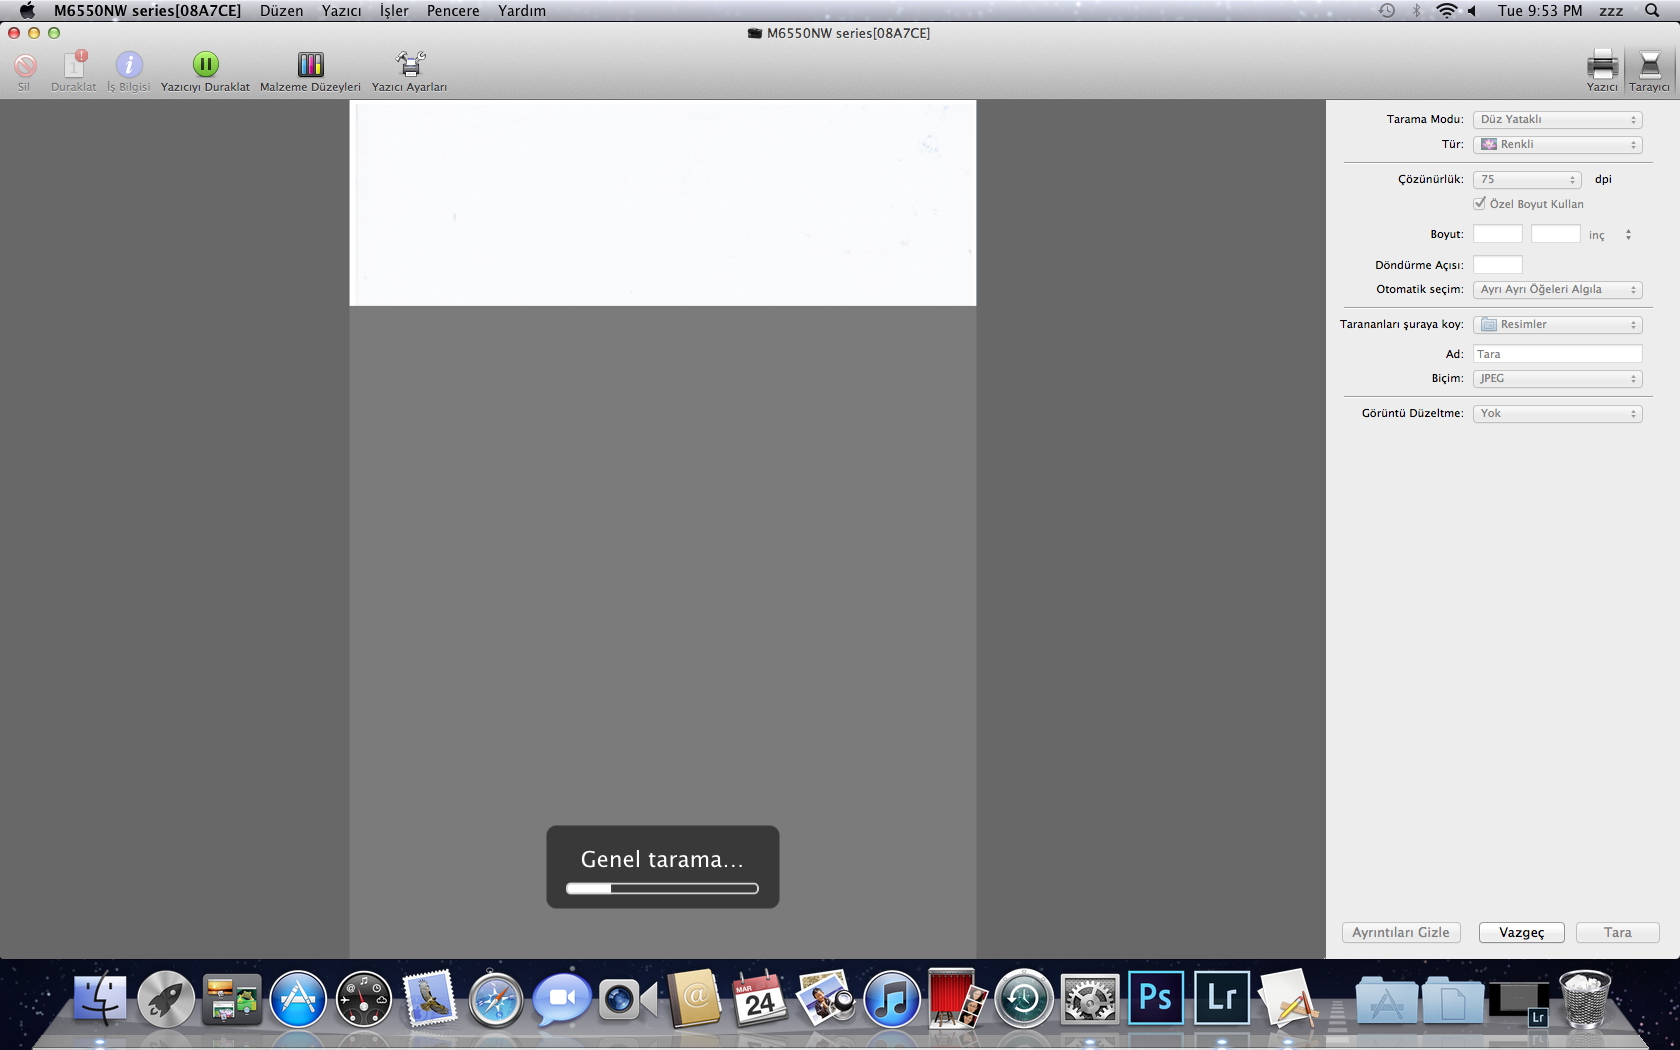 M6550NW series[08A7CE] Düzen Yazıcı İşler Pencere Yardım Tue 9:53 PM zzz
M6550NW series[08A7CE]
Sil Duraklat İş Bilgisi Yazıcıyı Duraklat Malzeme Düzeyleri Yazıcı Ayarları Yazıcı Tarayıcı
Tarama Modu: Düz Yataklı
Tür: Renkli
Çözünürlük: 75 dpi
Özel Boyut Kullan
Boyut: inç
Döndürme Açısı:
Otomatik seçim: Ayrı Ayrı Öğeleri Algıla
Tarananları şuraya koy: Resimler
Ad: Tara
Biçim: JPEG
Görüntü Düzeltme: Yok
Genel tarama...
Ayrıntıları Gizle Vazgeç Tara
MAR
24
Ps
Lr
Lr